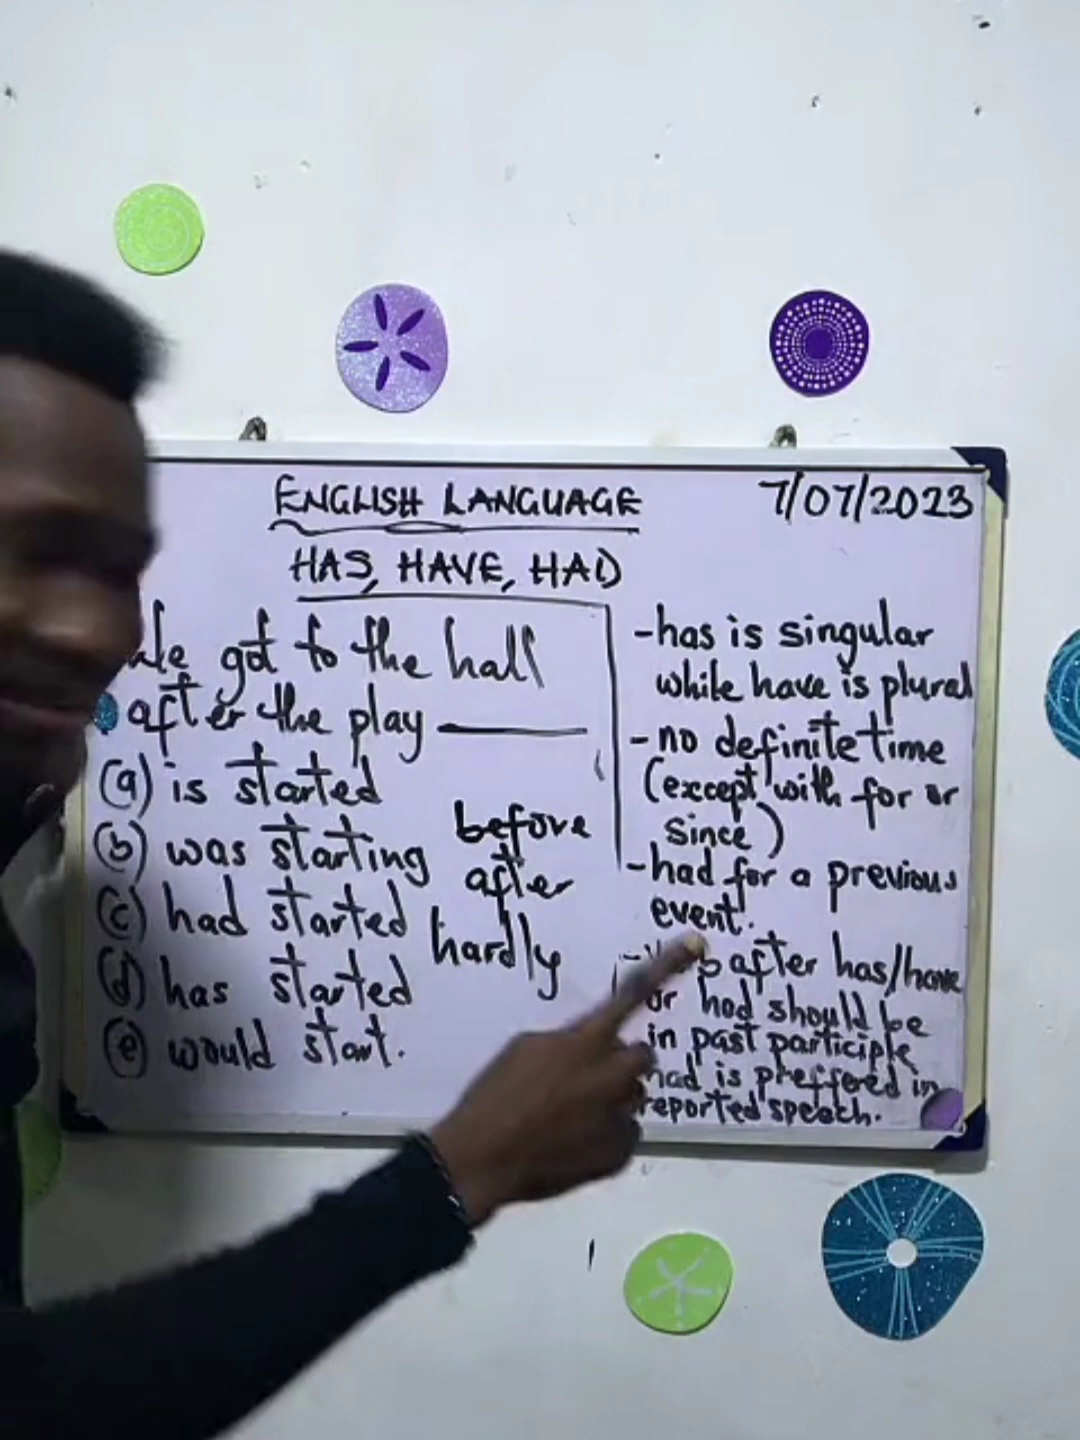 ENGLISH LANGUAGE
7/07/2023
HAS, HAVE, HAD
got to the hall
after the play
(a) is started
(b) was starting
(c) had started
(d) has started
(e) would start.
before
after
hardly
-has is singular
while have is plural
-no definite time
(except with for or
since)
-had for a previous
event.
after has/have
or had should be
in past participle
had is preffered in
reported speech.